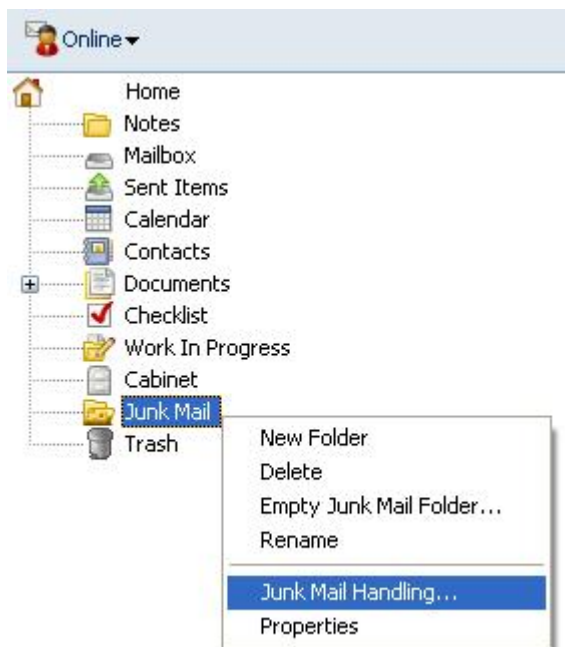 Online
Home
Notes
Mailbox
Sent Items
Calendar
Contacts
Documents
Checklist
Work In Progress
Cabinet
Junk Mail
Trash
New Folder
Delete
Empty Junk Mail Folder...
Rename
Junk Mail Handling...
Properties